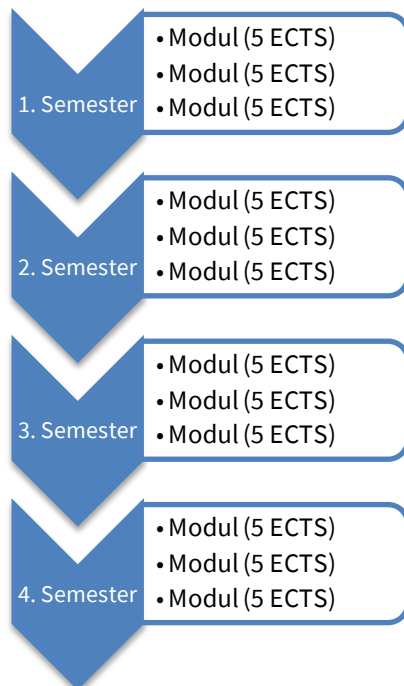 1. Semester
• Modul (5 ECTS)
• Modul (5 ECTS)
• Modul (5 ECTS)
2. Semester
• Modul (5 ECTS)
• Modul (5 ECTS)
• Modul (5 ECTS)
3. Semester
• Modul (5 ECTS)
• Modul (5 ECTS)
• Modul (5 ECTS)
4. Semester
• Modul (5 ECTS)
• Modul (5 ECTS)
• Modul (5 ECTS)